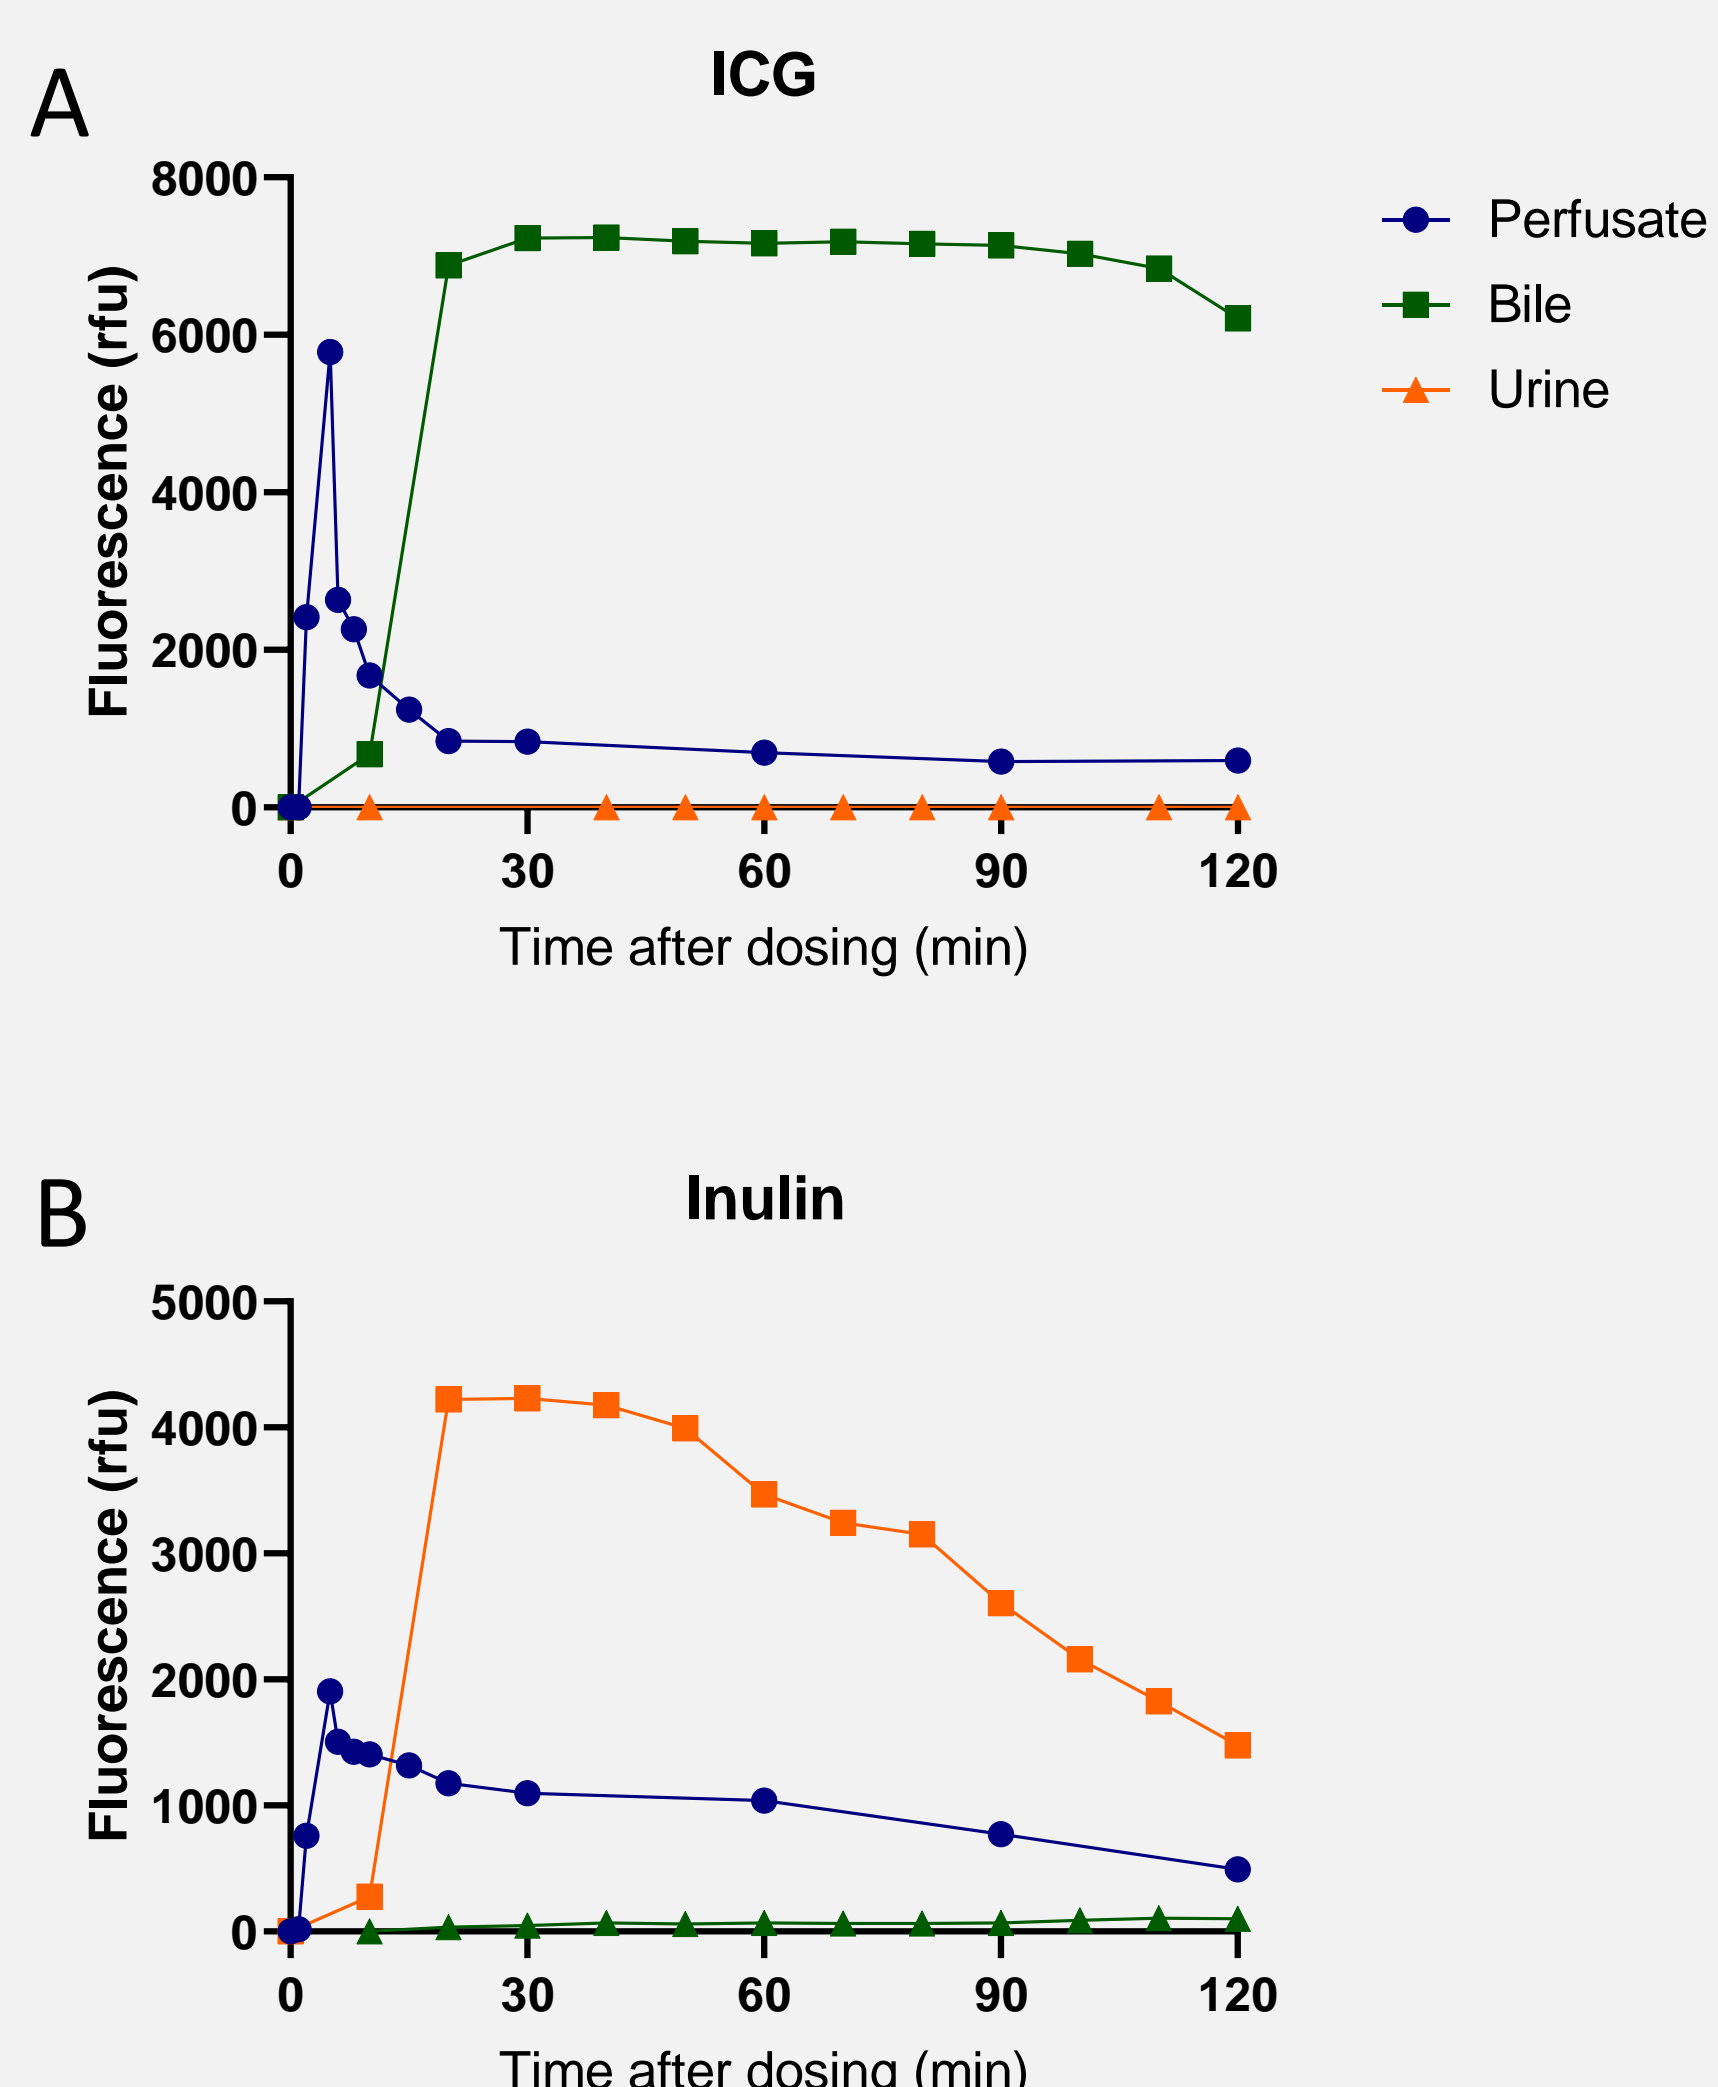 A
ICG
8000
6000
4000
2000
0
Fluorescence (rfu)
0 30 60 90 120
Time after dosing (min)
Perfusate
Bile
Urine
B
Inulin
5000
4000
3000
2000
1000
0
Fluorescence (rfu)
0 30 60 90 120
Time after dosing (min)